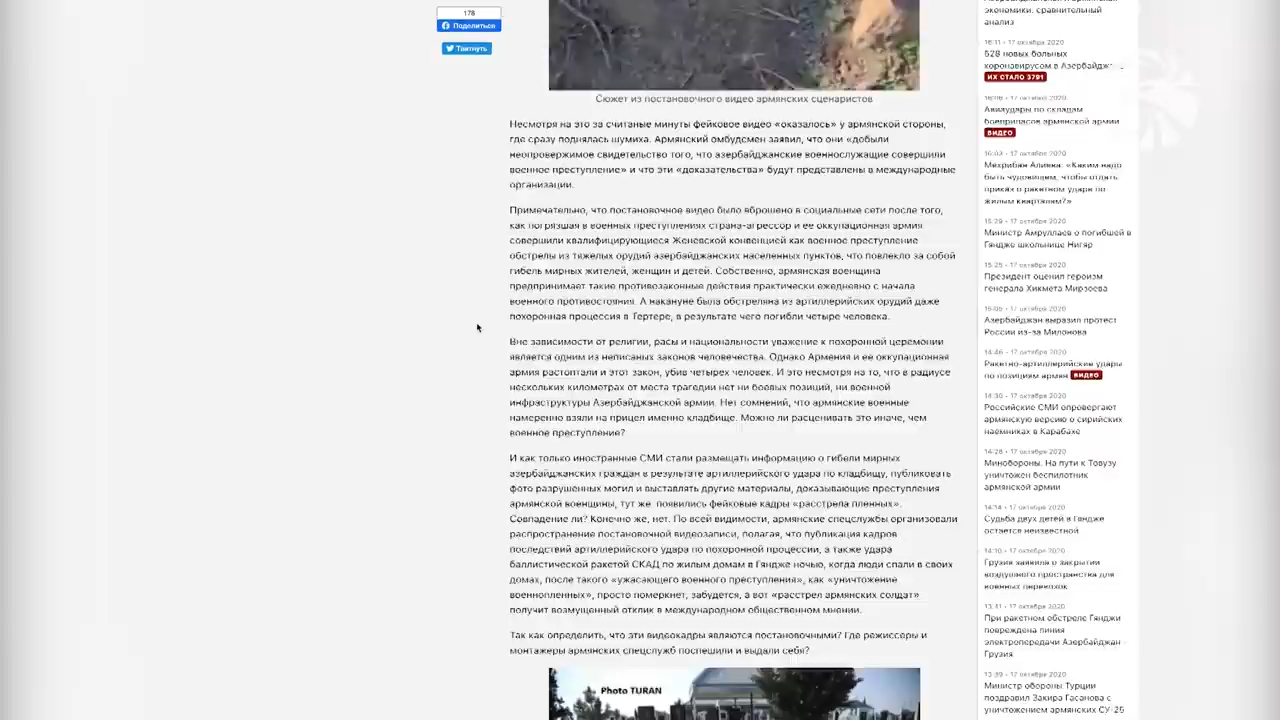 178
Поделиться
Твитнуть
Сюжет из постановочного видео армянских сценаристов
Несмотря на это за считаные минуты фейковое видео «оказалось» у армянской стороны,
где сразу поднялась шумиха. Армянский омбудсмен заявил, что они «добыли
неопровержимое свидетельство того, что азербайджанские военнослужащие совершили
военное преступление» и что эти «доказательства» будут представлены в международные
организации.
Примечательно, что постановочное видео было вброшено в социальные сети после того,
как погрязшая в военных преступлениях страна-агрессор и ее оккупационная армия
совершили квалифицирующиеся Женевской конвенцией как военное преступление
обстрелы из тяжелых орудий азербайджанских населенных пунктов, что повлекло за собой
гибель мирных жителей, женщин и детей. Собственно, армянская военщина
предпринимает такие противозаконные действия практически ежедневно с начала
военного противостояния. А накануне была обстреляна из артиллерийских орудий даже
похоронная процессия в Тертере, в результате чего погибли четыре человека.
Вне зависимости от религии, расы и национальности уважение к похоронной церемонии
является одним из неписаных законов человечества. Однако Армения и ее оккупационная
армия растоптали и этот закон, убив четырех человек. И это несмотря на то, что в радиусе
нескольких километрах от места трагедии нет ни боевых позиций, ни военной
инфраструктуры Азербайджанской армии. Нет сомнений, что армянские военные
намеренно взяли на прицел именно кладбище. Можно ли расценивать это иначе, чем
военное преступление?
И как только иностранные СМИ стали размещать информацию о гибели мирных
азербайджанских граждан в результате артиллерийского удара по кладбищу, публиковать
фото разрушенных могил и выставлять другие материалы, доказывающие преступления
армянской военщины, тут же появились фейковые кадры «расстрела пленных».
Совпадение ли? Конечно же, нет. По всей видимости, армянские спецслужбы организовали
распространение постановочной видеозаписи, полагая, что публикация кадров
последствий артиллерийского удара по похоронной процессии, а также удара
баллистической ракетой СКАД по жилым домам в Гяндже ночью, когда люди спали в своих
домах, после такого «ужасающего военного преступления», как «уничтожение
военнопленных», просто померкнет, забудется, а вот «расстрел армянских солдат»
получит возмущенный отклик в международном общественном мнении.
Так как определить, что эти видеокадры являются постановочными? Где режиссеры и
монтажеры армянских спецслужб поспешили и выдали себя?
Photo TURAN
экономики: сравнительный
анализ
16:11 - 17 октября 2020
628 новых больных
коронавирусом в Азербайдж
ИХ СТАЛО 3791
16:06 - 17 октября 2020
Авиаудары по складам
боеприпасов армянской армии
ВИДЕО
16:03 - 17 октября 2020
Мехрибан Алиева: «Каким надо
быть чудовищем, чтобы отдать
приказ о ракетном ударе по
жилым кварталам?»
15:29 - 17 октября 2020
Министр Амруллаев о погибшей в
Гяндже школьнице Нигяр
15:25 - 17 октября 2020
Президент оценил героизм
генерала Хикмета Мирзоева
15:05 - 17 октября 2020
Азербайджан выразил протест
России из-за Милонова
14:46 - 17 октября 2020
Ракетно-артиллерийские удары
по позициям армян ВИДЕО
14:30 - 17 октября 2020
Российские СМИ опровергают
армянскую версию о сирийских
наемниках в Карабахе
14:28 - 17 октября 2020
Минобороны: На пути к Товузу
уничтожен беспилотник
армянской армии
14:14 - 17 октября 2020
Судьба двух детей в Гяндже
остается неизвестной
14:10 - 17 октября 2020
Грузия заявила о закрытии
воздушного пространства для
военных перевозок
13:41 - 17 октября 2020
При ракетном обстреле Гянджи
повреждена линия
электропередачи Азербайджан -
Грузия
13:39 - 17 октября 2020
Министр обороны Турции
поздравил Закира Гасанова с
уничтожением армянских СУ-25